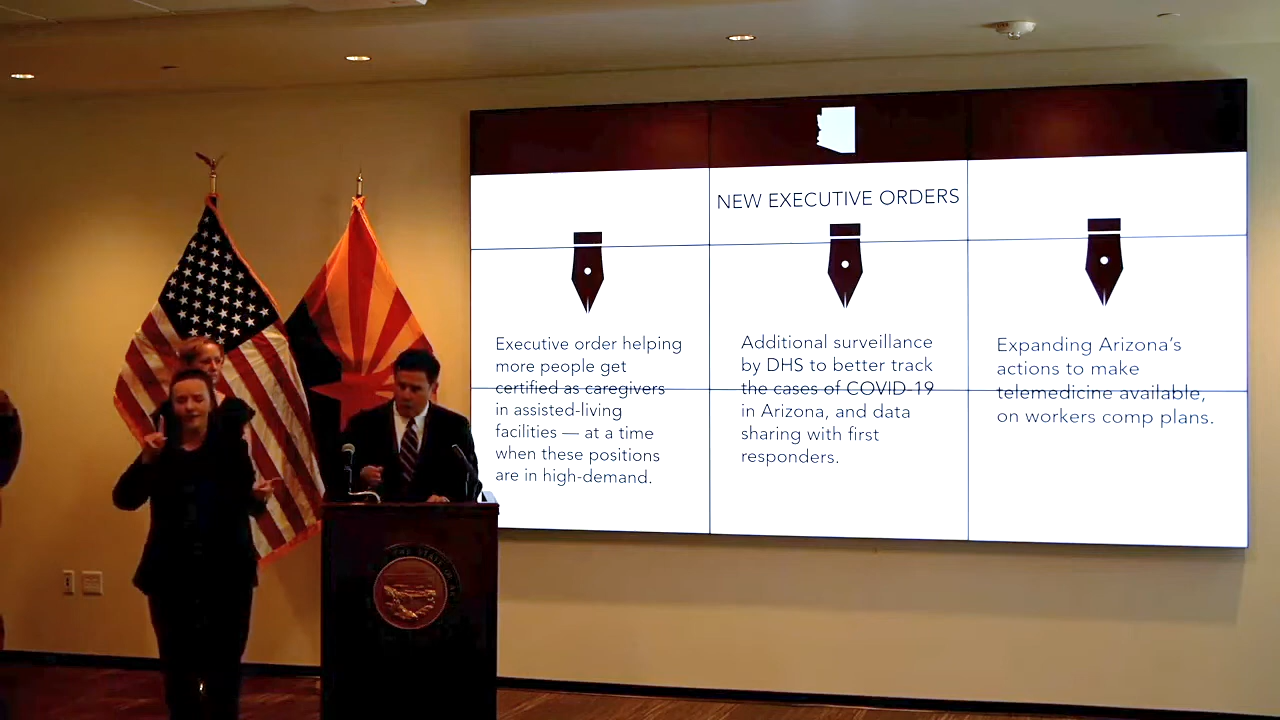 NEW EXECUTIVE ORDERS
Executive order helping
more people get
certified as caregivers
in assisted-living
facilities — at a time
when these positions
are in high-demand.
Additional surveillance
by DHS to better track
the cases of COVID-19
in Arizona, and data
sharing with first
responders.
Expanding Arizona's
actions to make
telemedicine available,
on workers comp plans.